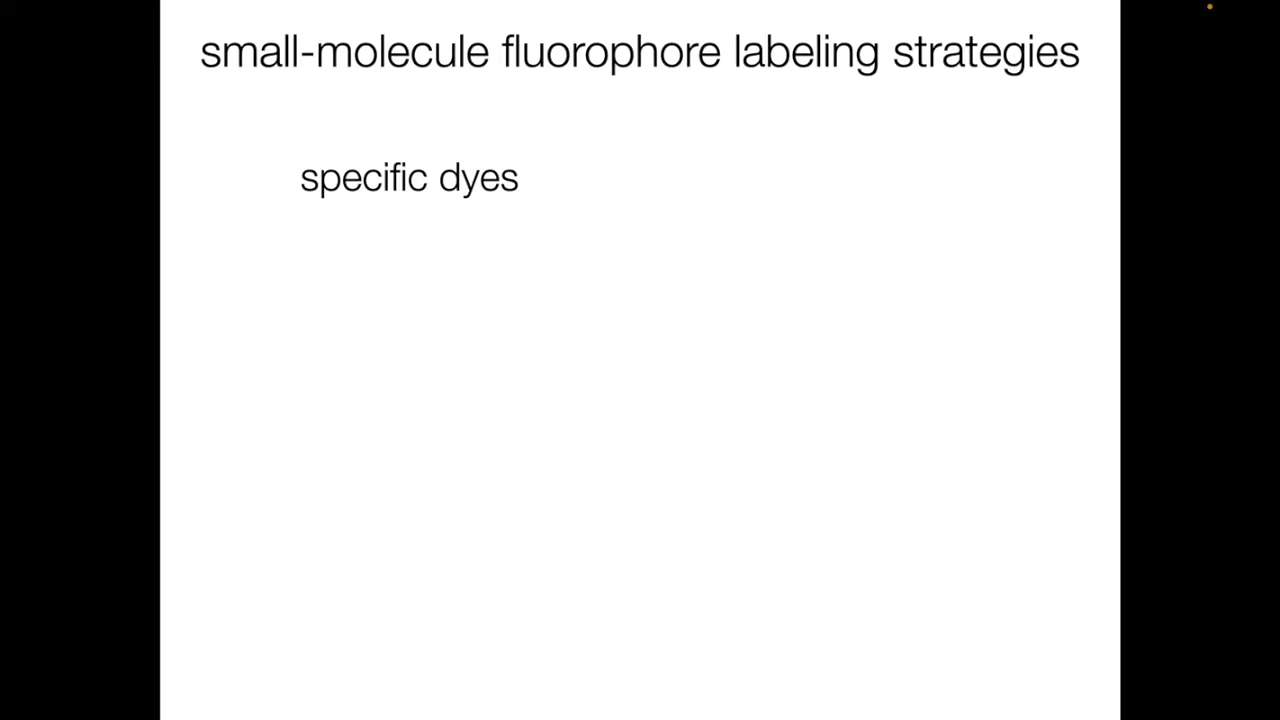 small-molecule fluorophore labeling strategies
specific dyes